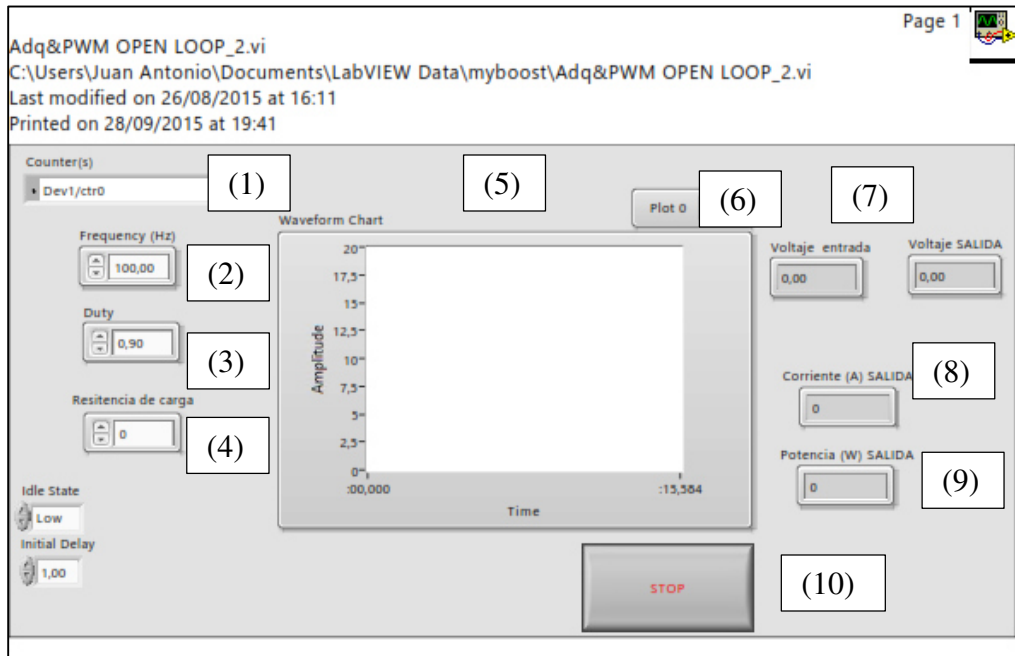 Page 1
Adq&PWM OPEN LOOP_2.vi
C:\Users\Juan Antonio\Documents\LabVIEW Data\myboost\Adq&PWM OPEN LOOP_2.vi
Last modified on 26/08/2015 at 16:11
Printed on 28/09/2015 at 19:41
Counter(s)
Dev1/ctr0
(1)
Frequency (Hz)
100,00
(2)
Duty
0,90
(3)
Resitencia de carga
0
(4)
Idle State
Low
Initial Delay
1,00
(5)
Plot 0
(6)
Waveform Chart
20
17,5
15
12,5
10
7,5
5
2,5
0
Amplitude
:00,000
:15,584
Time
(7)
Voltaje entrada
0,00
Voltaje SALIDA
0,00
Corriente (A) SALIDA
(8)
0
Potencia (W) SALIDA
0
(9)
STOP
(10)